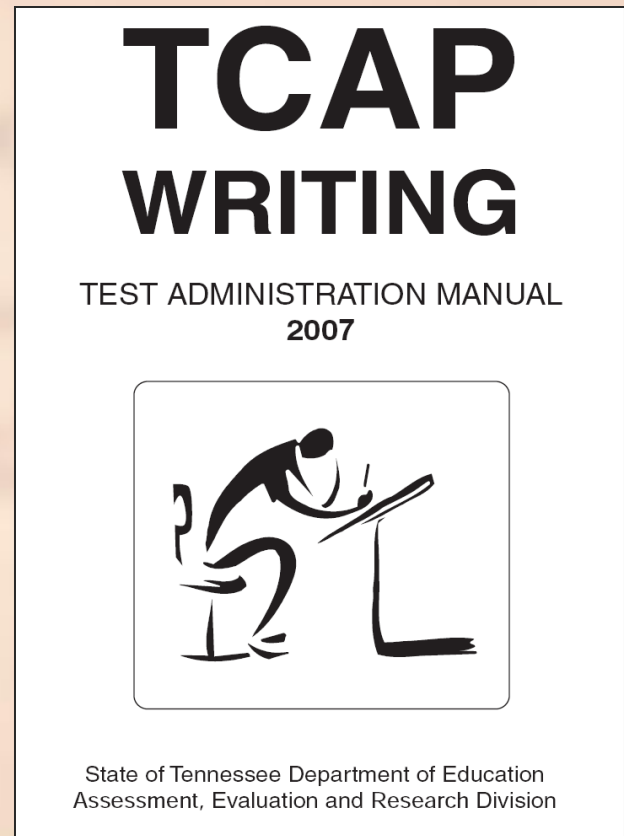 TCAP
WRITING
TEST ADMINISTRATION MANUAL
2007
State of Tennessee Department of Education
Assessment, Evaluation and Research Division